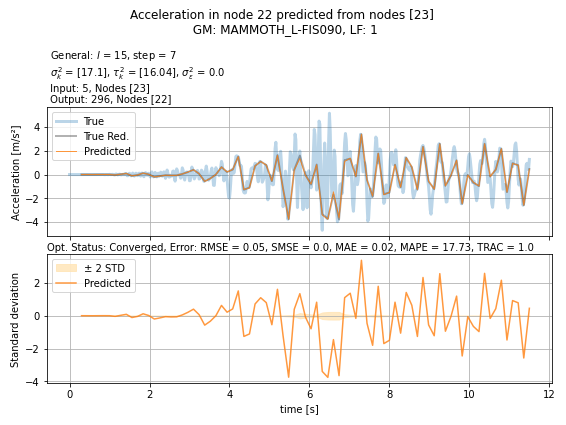 Acceleration in node 22 predicted from nodes [23]
GM: MAMMOTH_L-FIS090, LF: 1
General: l = 15, step = 7
σ²ₖ = [17.1], τ²ₖ = [16.04], σ²ε = 0.0
Input: 5, Nodes [23]
Output: 296, Nodes [22]
Acceleration [m/s²]
4
2
0
−2
−4
True
True Red.
Predicted
Opt. Status: Converged, Error: RMSE = 0.05, SMSE = 0.0, MAE = 0.02, MAPE = 17.73, TRAC = 1.0
Standard deviation
2
0
−2
−4
± 2 STD
Predicted
0 2 4 6 8 10 12
time [s]